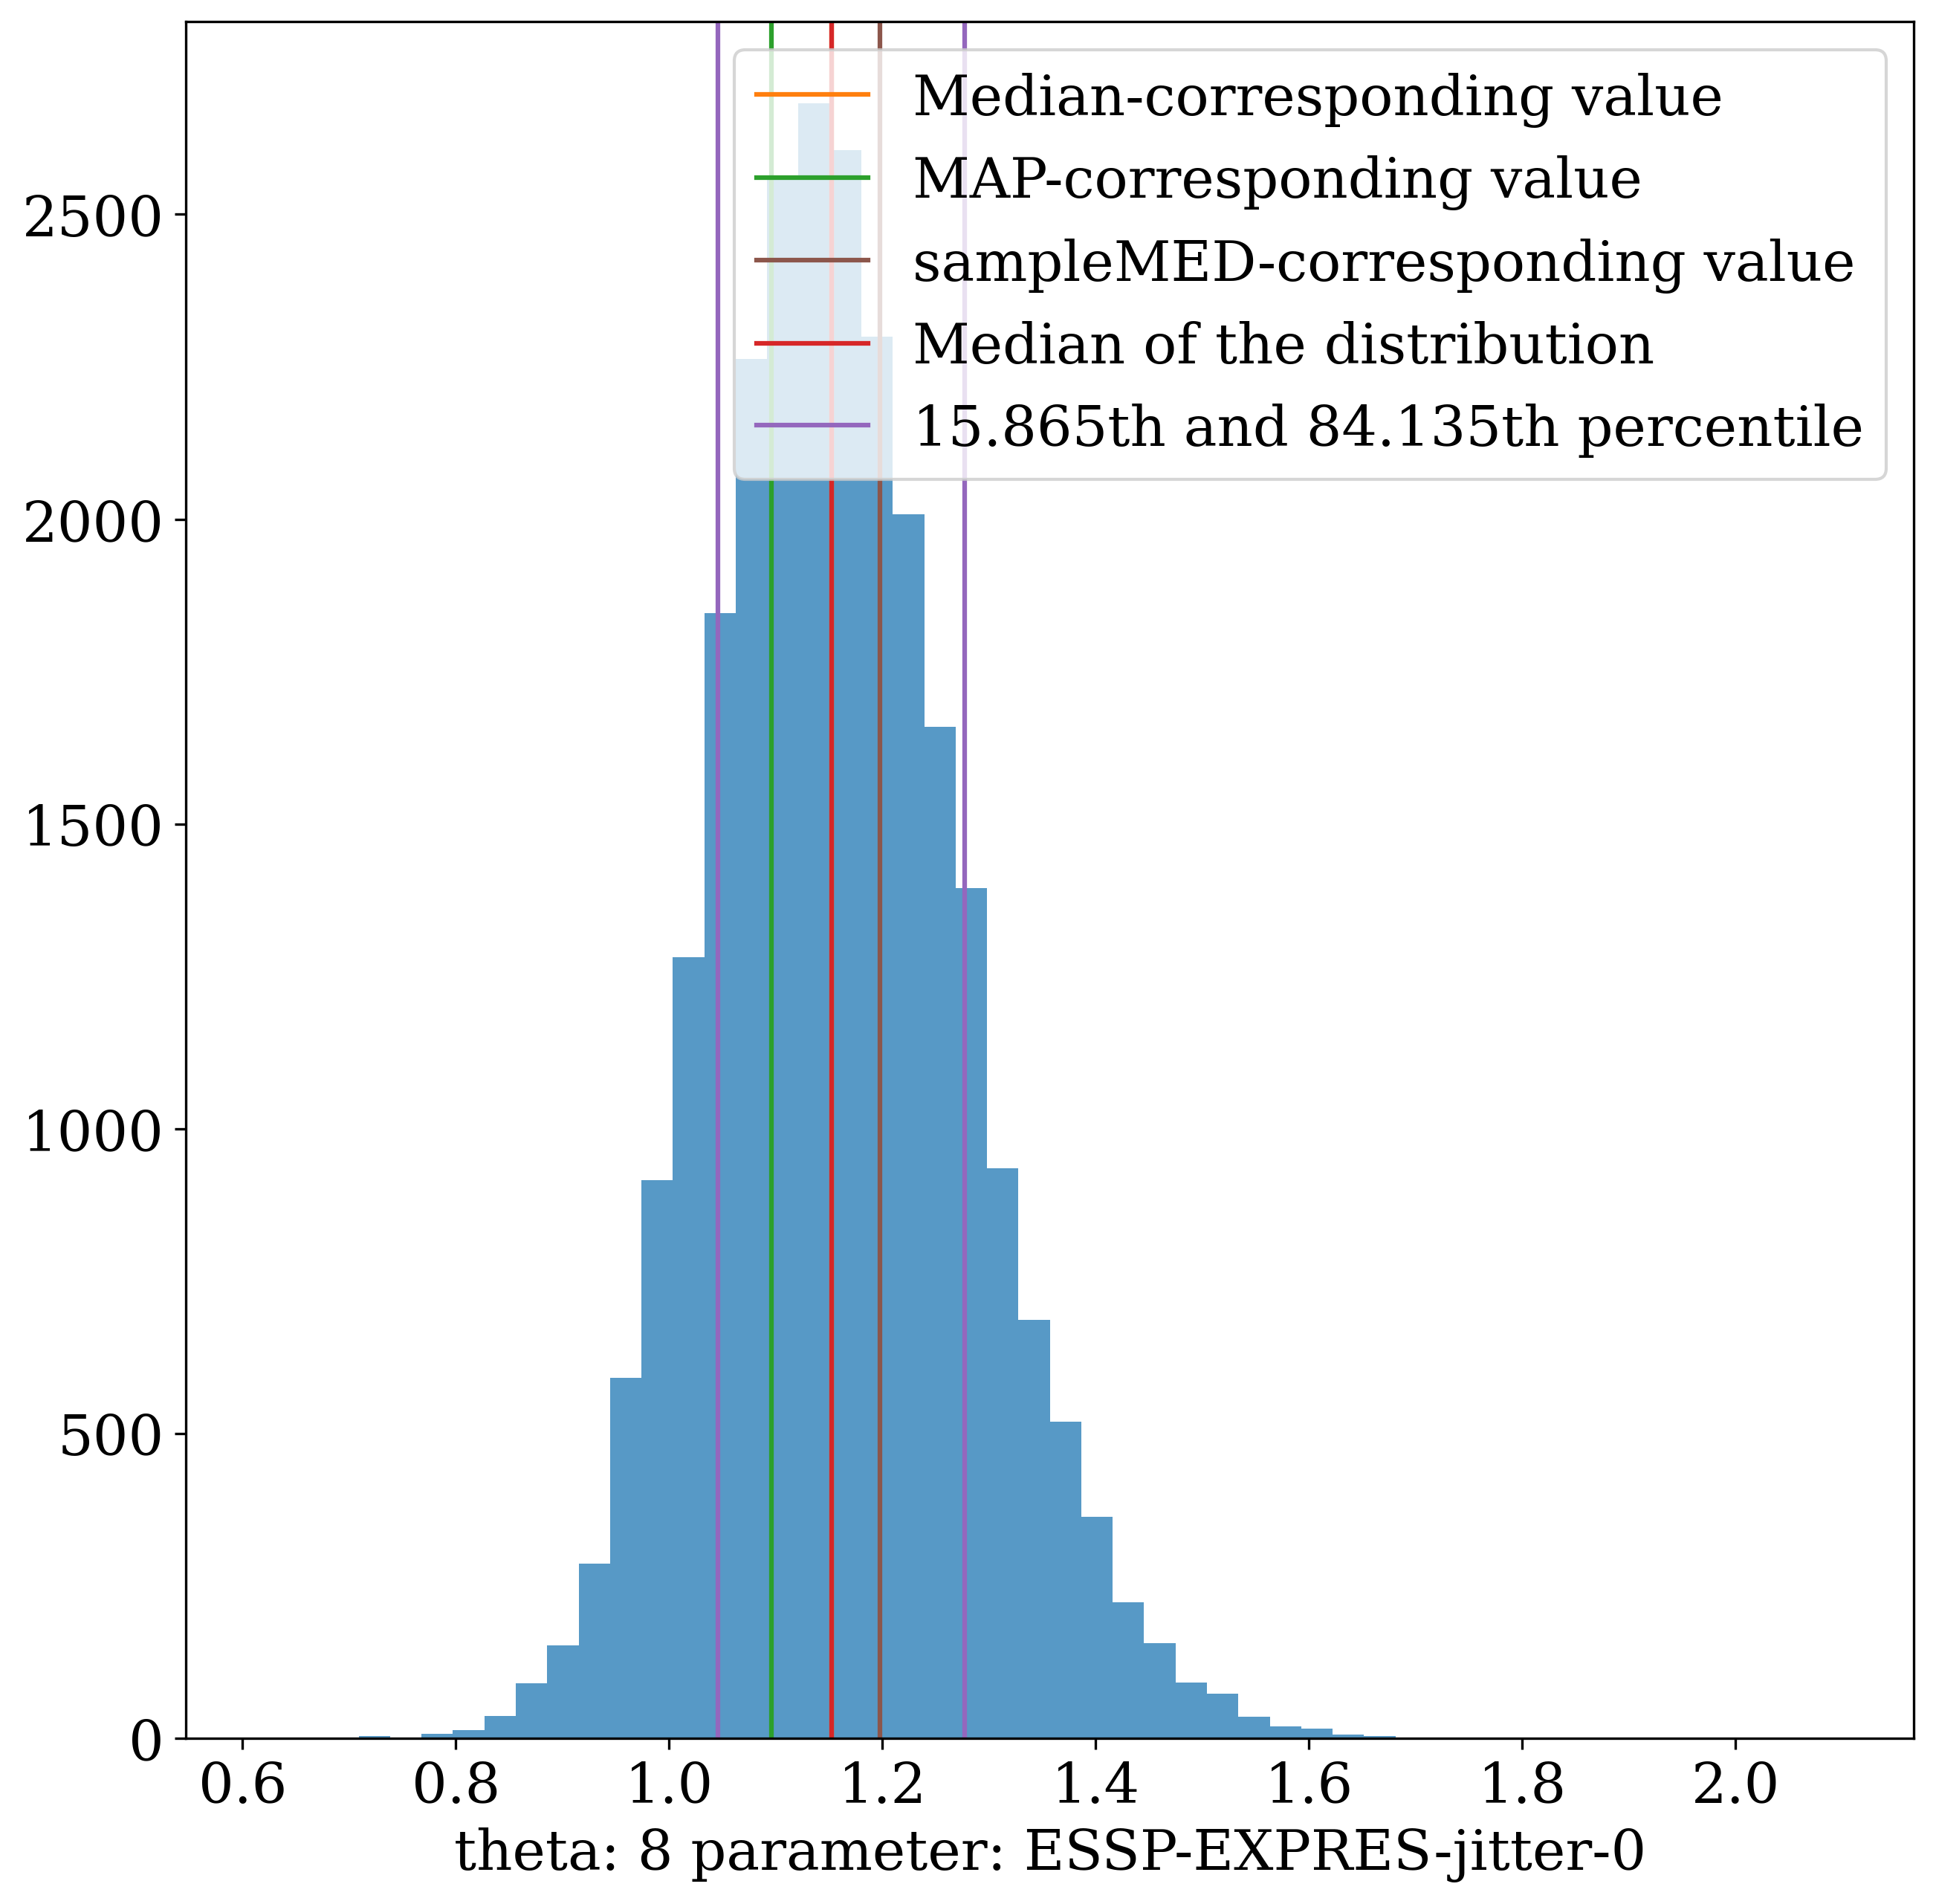 Median-corresponding value
MAP-corresponding value
sampleMED-corresponding value
Median of the distribution
15.865th and 84.135th percentile
2500
2000
1500
1000
500
0
0.6 0.8 1.0 1.2 1.4 1.6 1.8 2.0
theta: 8 parameter: ESSP-EXPRES-jitter-0